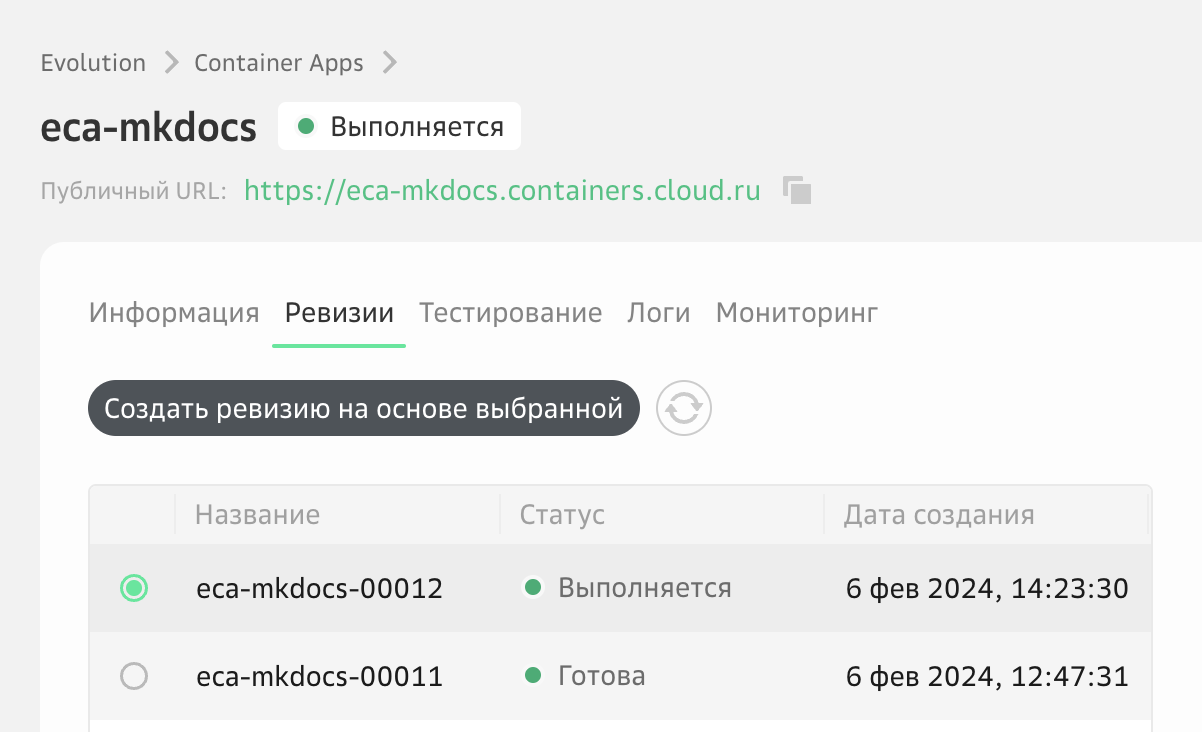 Evolution Container Apps
eca-mkdocs Выполняется
Публичный URL: https://eca-mkdocs.containers.cloud.ru
Информация Ревизии Тестирование Логи Мониторинг
Создать ревизию на основе выбранной
Название Статус Дата создания
eca-mkdocs-00012 Выполняется 6 фев 2024, 14:23:30
eca-mkdocs-00011 Готова 6 фев 2024, 12:47:31